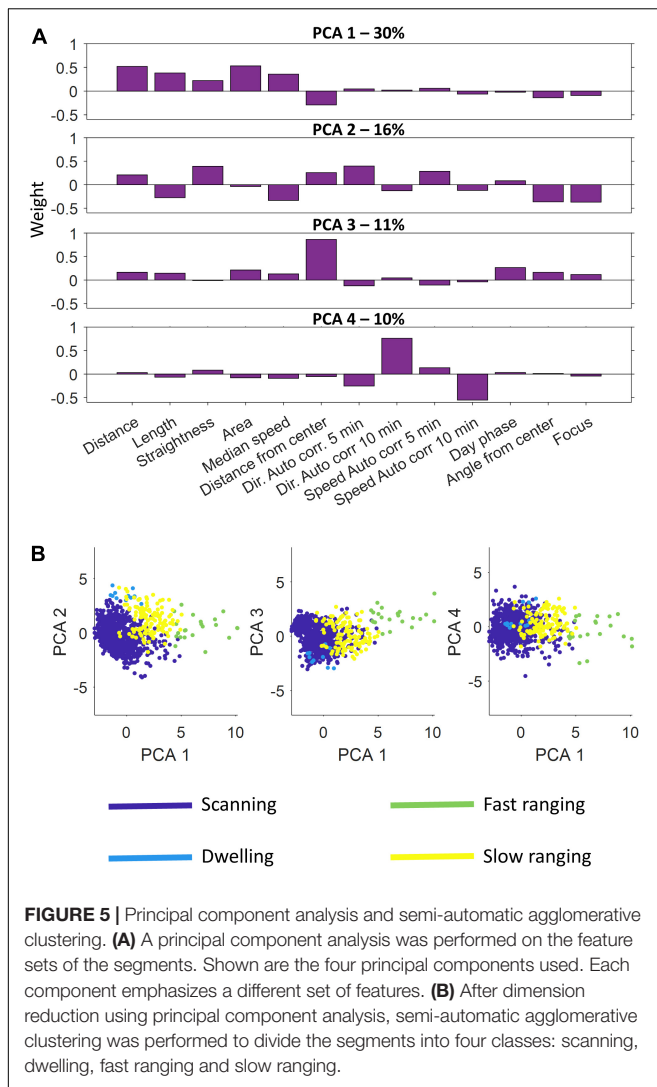 A
PCA 1 – 30%
1
0.5
0
-0.5
PCA 2 – 16%
1
0.5
0
-0.5
Weight
PCA 3 – 11%
1
0.5
0
-0.5
PCA 4 – 10%
1
0.5
0
-0.5
Distance
Length
Straightness
Area
Median speed
Distance from center
Dir. Auto corr. 5 min
Dir. Auto corr 10 min
Speed Auto corr 5 min
Speed Auto corr 10 min
Day phase
Angle from center
Focus
B
PCA 2
5
0
-5
0 5 10
PCA 1
PCA 3
5
0
-5
0 5 10
PCA 1
PCA 4
5
0
-5
0 5 10
PCA 1
Scanning
Fast ranging
Dwelling
Slow ranging
FIGURE 5 | Principal component analysis and semi-automatic agglomerative
clustering. (A) A principal component analysis was performed on the feature
sets of the segments. Shown are the four principal components used. Each
component emphasizes a different set of features. (B) After dimension
reduction using principal component analysis, semi-automatic agglomerative
clustering was performed to divide the segments into four classes: scanning,
dwelling, fast ranging and slow ranging.